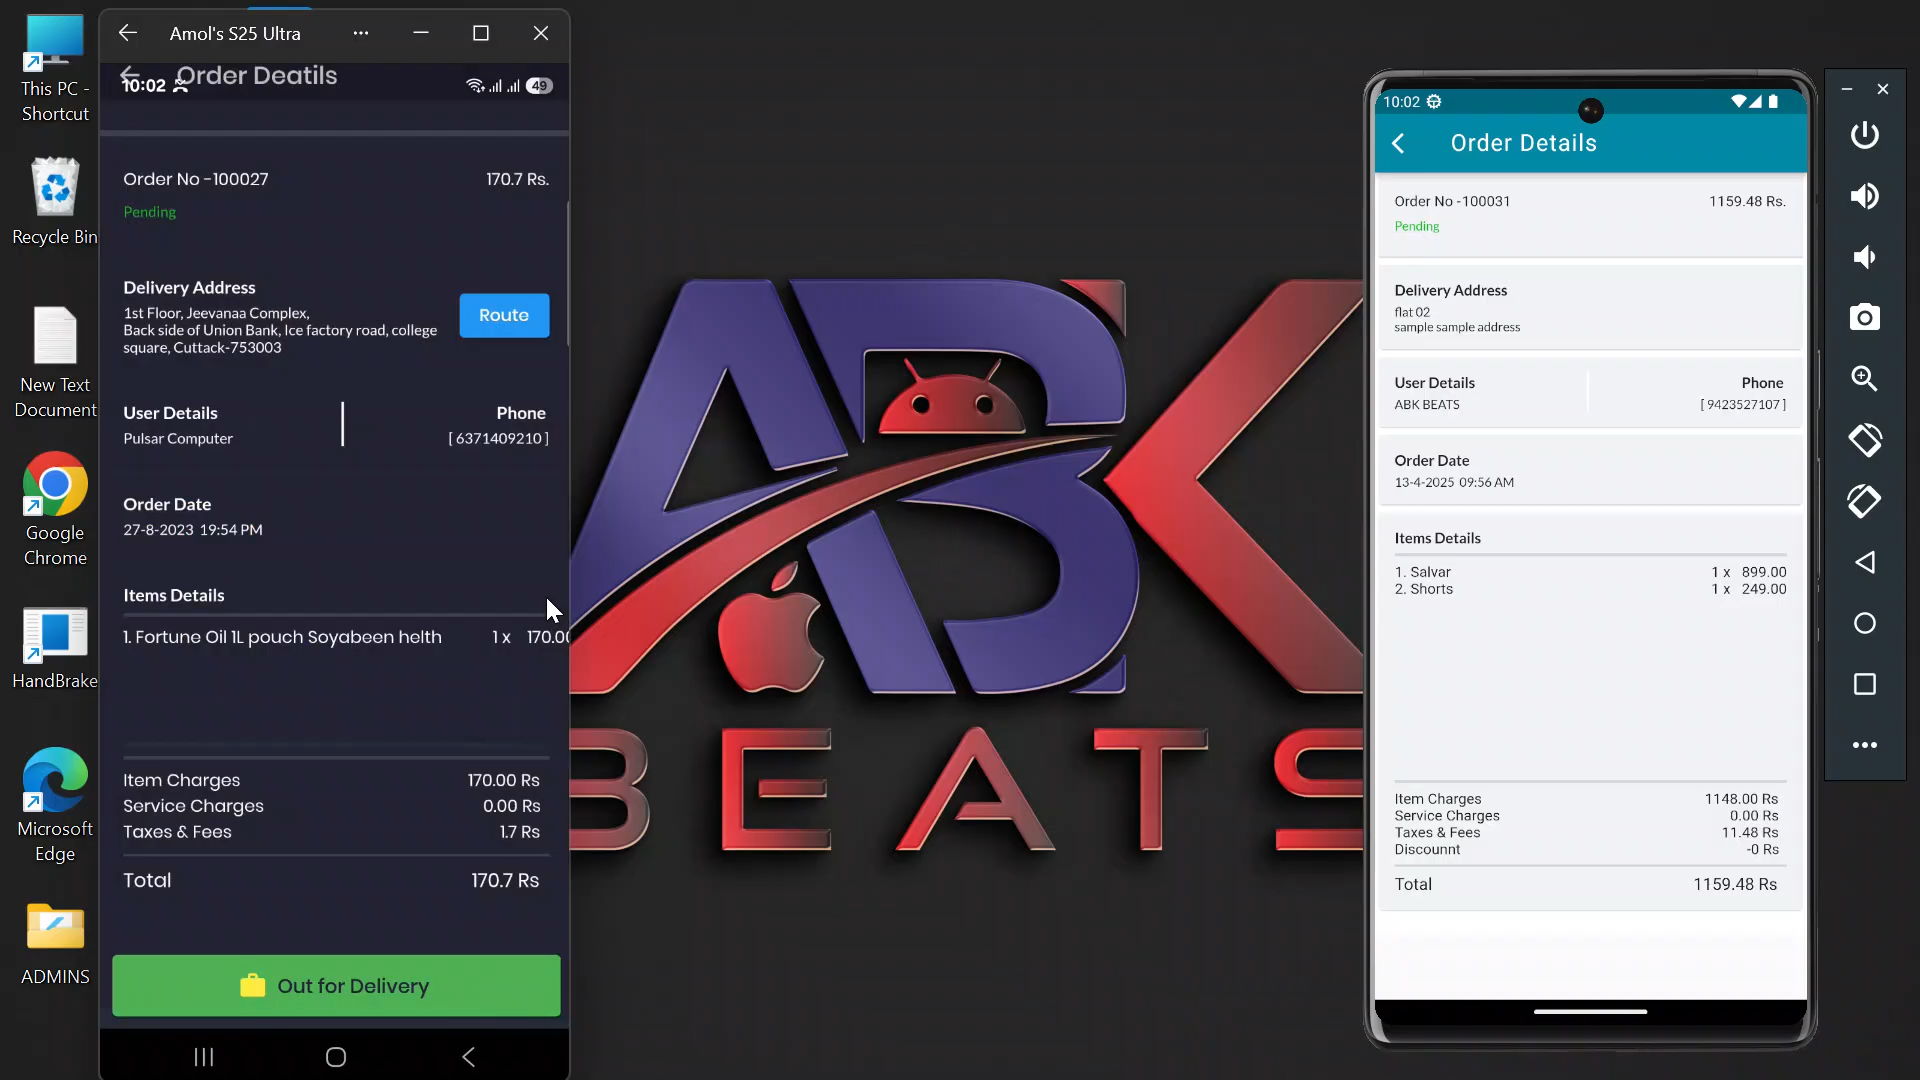 This PC -
Shortcut
Recycle Bin
New Text
Document
Google
Chrome
HandBrake
Microsoft
Edge
ADMINS
Amol's S25 Ultra
10:02
49
Order Deatils
Order No -100027 170.7 Rs.
Pending
Delivery Address
1st Floor, Jeevanaa Complex,
Back side of Union Bank, Ice factory road, college
square, Cuttack-753003
Route
User Details Phone
Pulsar Computer [ 6371409210 ]
Order Date
27-8-2023 19:54 PM
Items Details
1. Fortune Oil 1L pouch Soyabeen helth 1 x 170.00
Item Charges 170.00 Rs
Service Charges 0.00 Rs
Taxes & Fees 1.7 Rs
Total 170.7 Rs
Out for Delivery
ABK
BEATS
10:02
Order Details
Order No -100031 1159.48 Rs.
Pending
Delivery Address
flat 02
sample sample address
User Details Phone
ABK BEATS [ 9423527107 ]
Order Date
13-4-2025 09:56 AM
Items Details
1. Salvar 1 x 899.00
2. Shorts 1 x 249.00
Item Charges 1148.00 Rs
Service Charges 0.00 Rs
Taxes & Fees 11.48 Rs
Discounnt -0 Rs
Total 1159.48 Rs